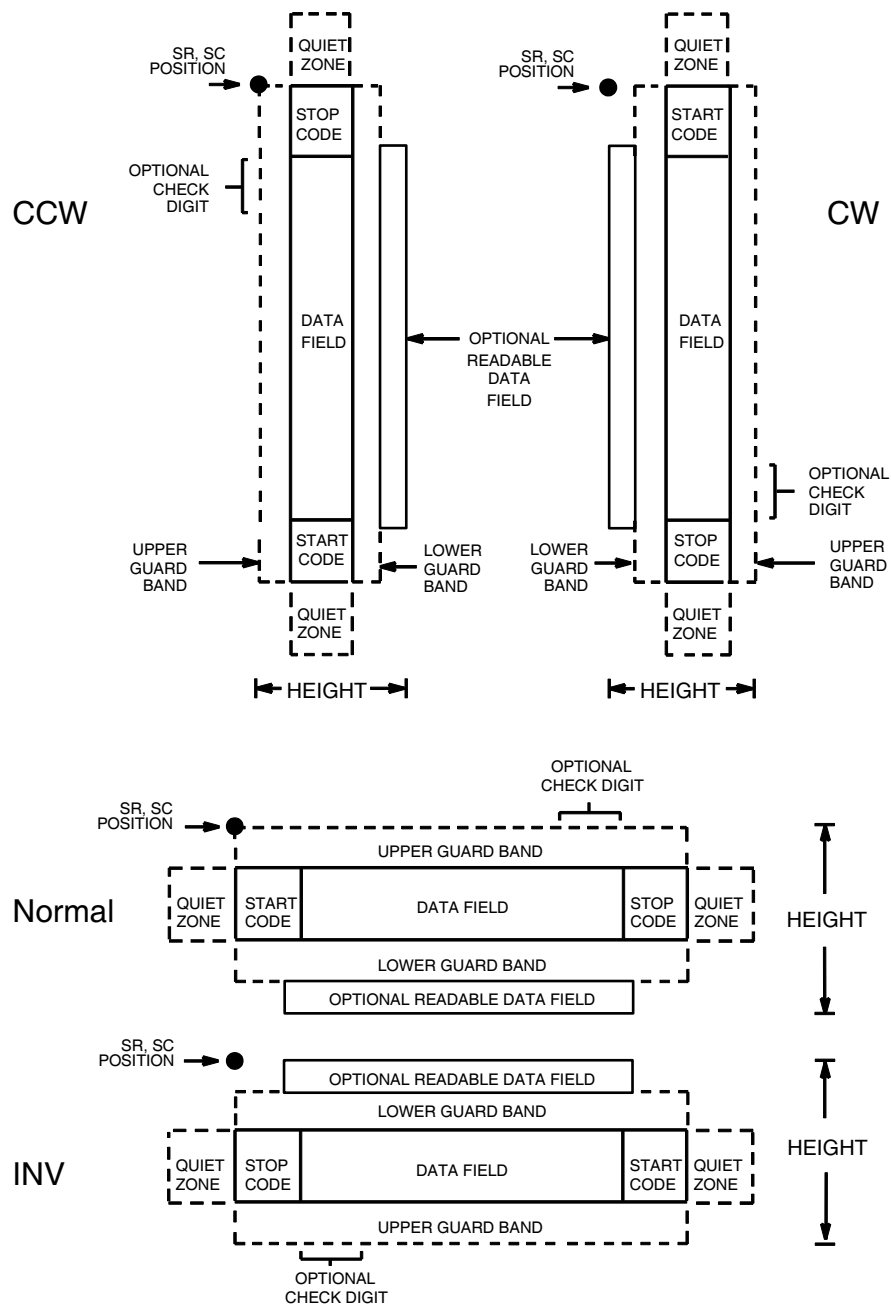 QUIET
ZONE
SR, SC
POSITION
STOP
CODE
OPTIONAL
CHECK
DIGIT
CCW
DATA
FIELD
START
CODE
UPPER
GUARD
BAND
LOWER
GUARD
BAND
QUIET
ZONE
HEIGHT
OPTIONAL
READABLE
DATA
FIELD
QUIET
ZONE
SR, SC
POSITION
START
CODE
CW
DATA
FIELD
OPTIONAL
CHECK
DIGIT
STOP
CODE
LOWER
GUARD
BAND
UPPER
GUARD
BAND
QUIET
ZONE
HEIGHT
OPTIONAL
CHECK DIGIT
SR, SC
POSITION
UPPER GUARD BAND
Normal
QUIET
ZONE
START
CODE
DATA FIELD
STOP
CODE
QUIET
ZONE
HEIGHT
LOWER GUARD BAND
OPTIONAL READABLE DATA FIELD
SR, SC
POSITION
OPTIONAL READABLE DATA FIELD
LOWER GUARD BAND
INV
QUIET
ZONE
STOP
CODE
DATA FIELD
START
CODE
QUIET
ZONE
HEIGHT
UPPER GUARD BAND
OPTIONAL
CHECK DIGIT